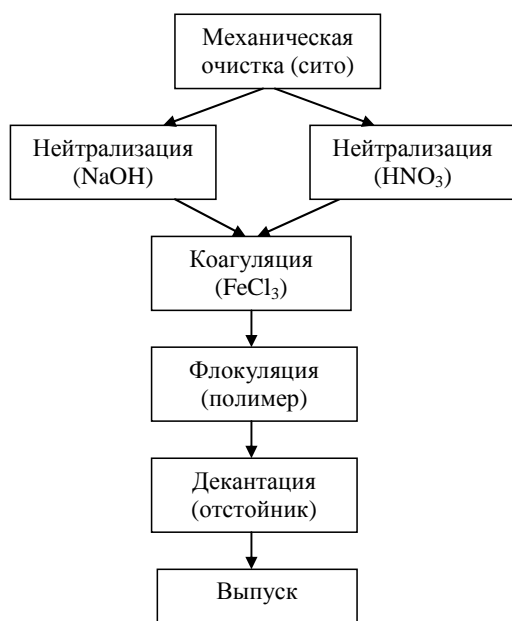 Механическая
очистка (сито)
Нейтрализация
(NaOH)
Нейтрализация
(HNO₃)
Коагуляция
(FeCl₃)
Флокуляция
(полимер)
Декантация
(отстойник)
Выпуск